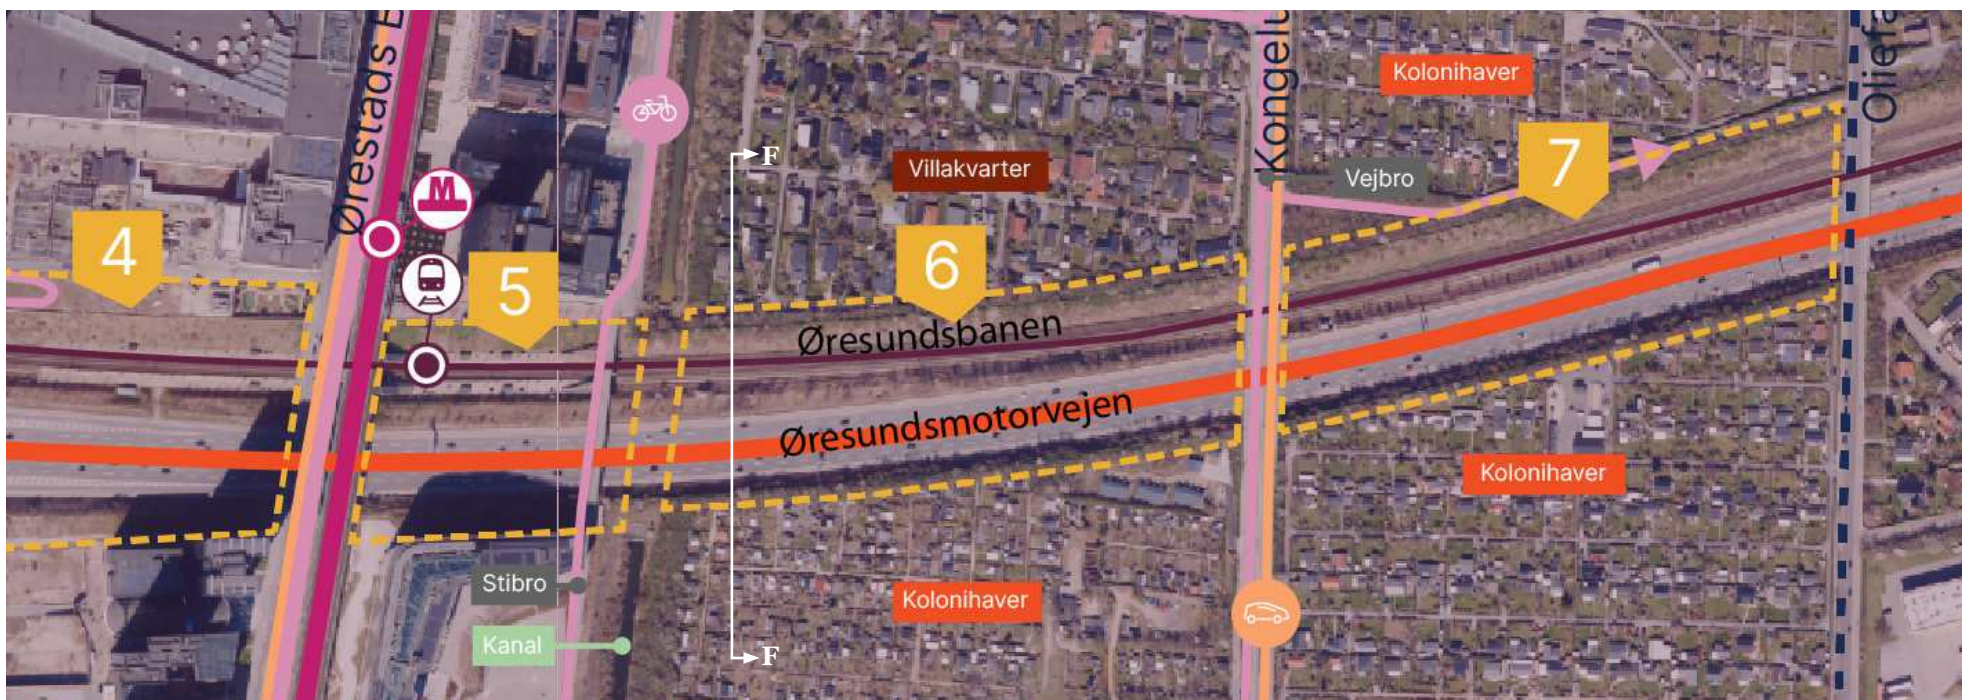 Ørestads B
Kongelu
Oliefa
Kolonihaver
F
Villakvarter
Vejbro
7
M
4
5
6
Øresundsbanen
Øresundsmotorvejen
Kolonihaver
Stibro
Kolonihaver
Kanal
F